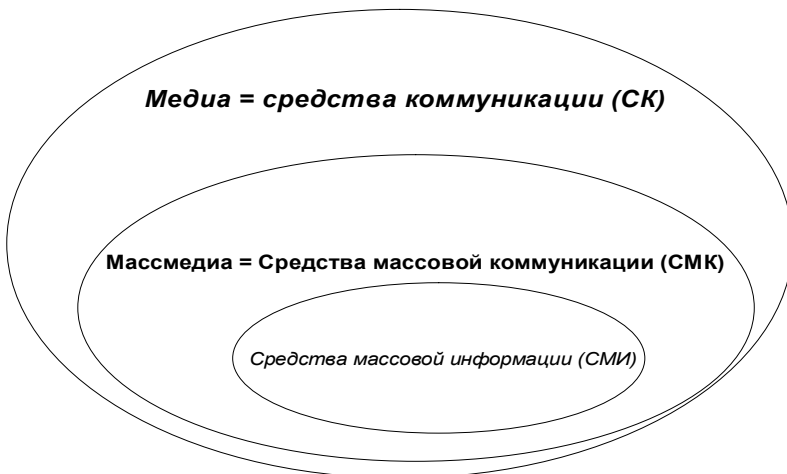 Медиа = средства коммуникации (СК)
Массмедиа = Средства массовой коммуникации (СМК)
Средства массовой информации (СМИ)